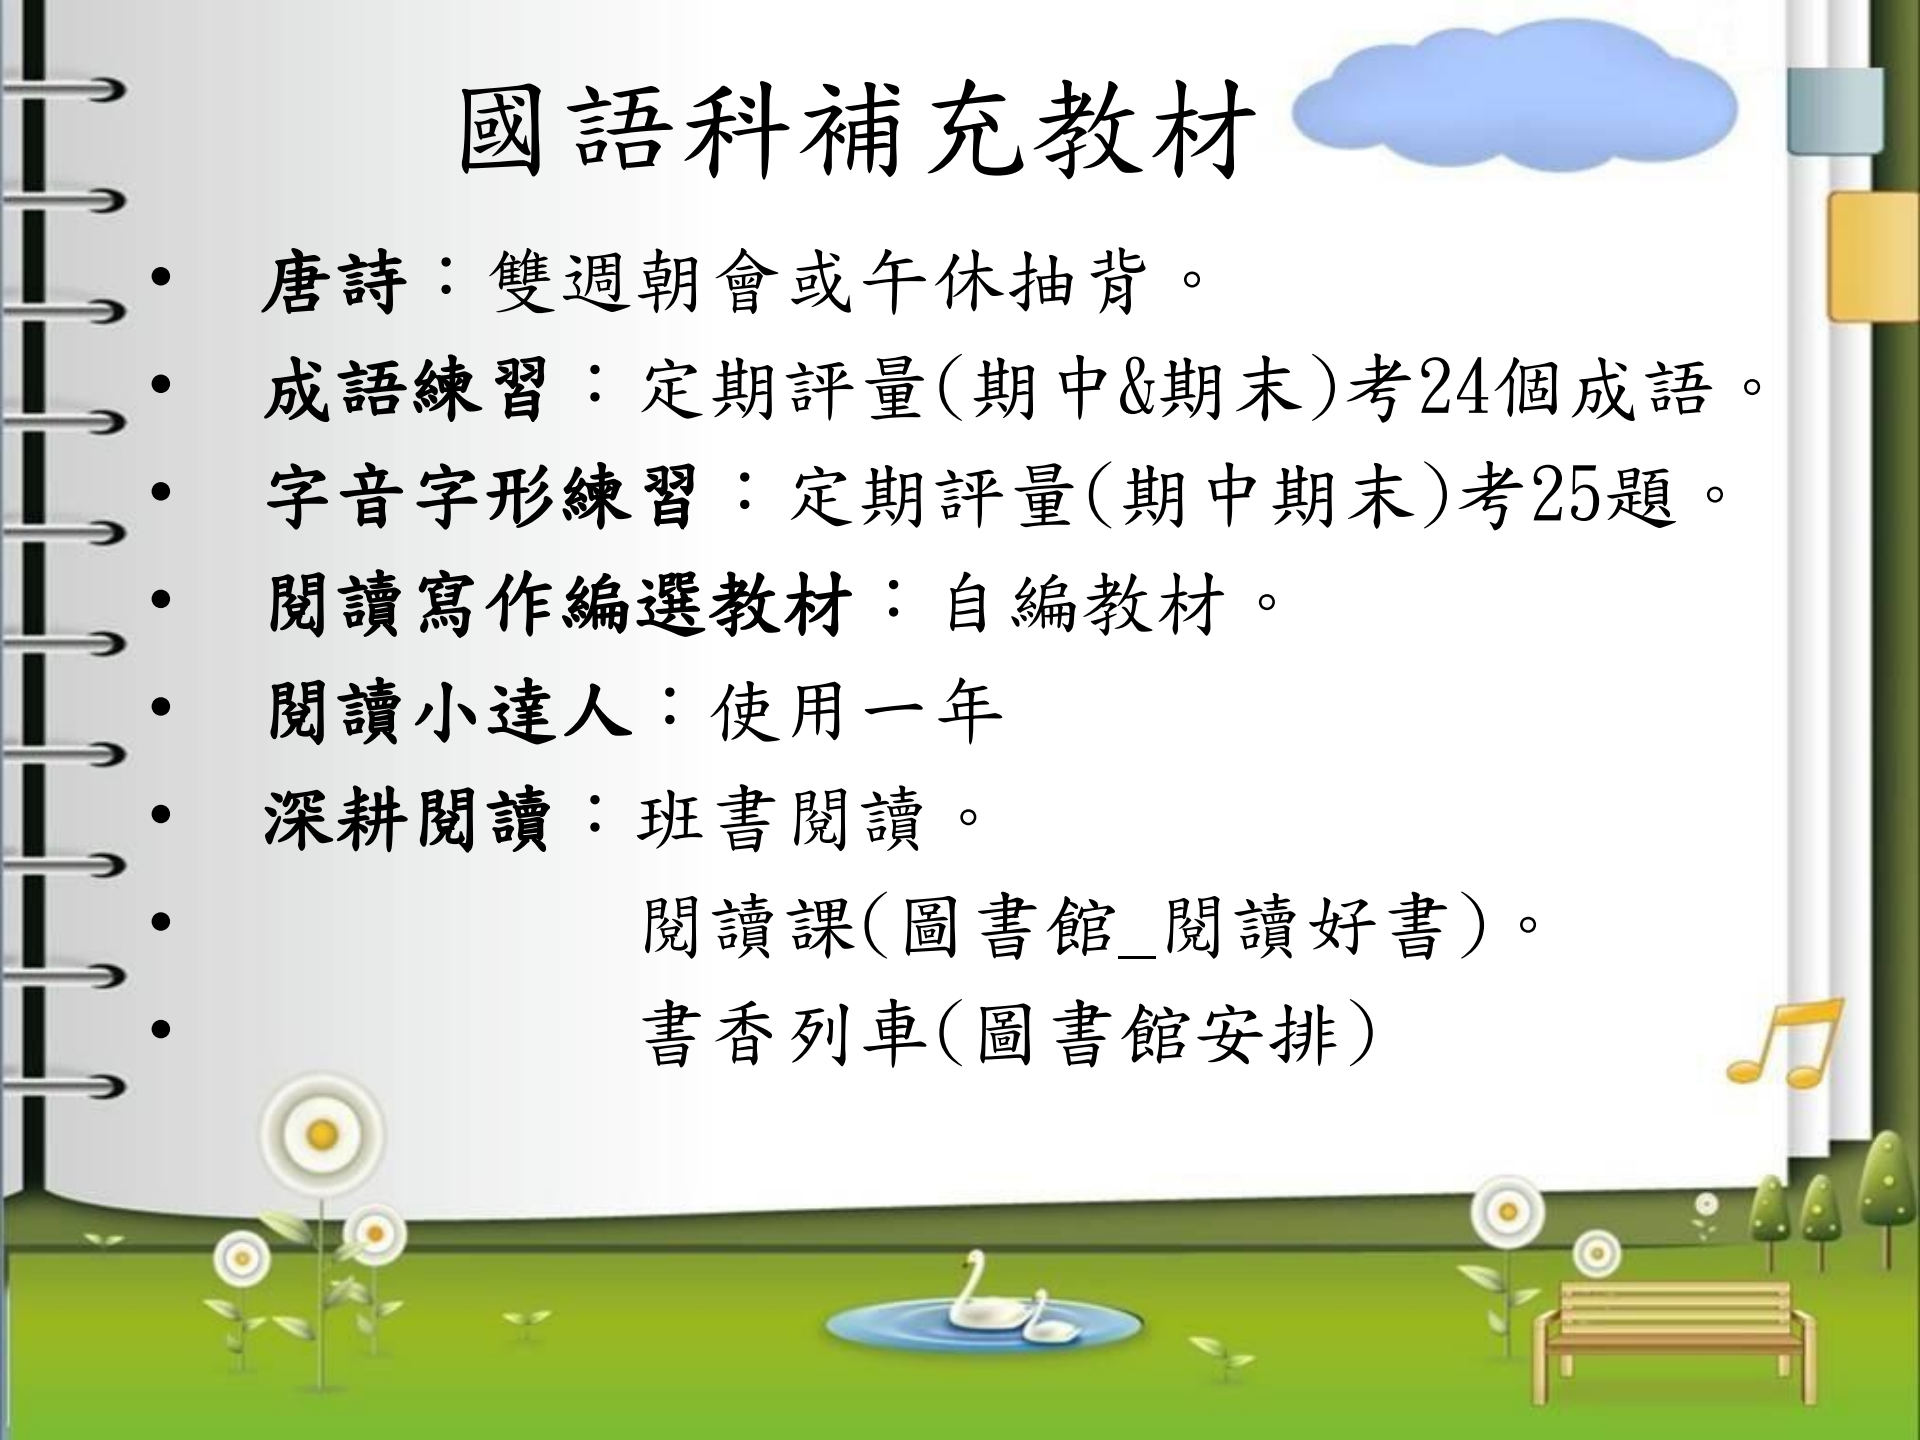 國語科補充教材
• 唐詩：雙週朝會或午休抽背。
• 成語練習：定期評量(期中&期末)考24個成語。
• 字音字形練習：定期評量(期中期末)考25題。
• 閱讀寫作編選教材：自編教材。
• 閱讀小達人：使用一年
• 深耕閱讀：班書閱讀。
• 閱讀課(圖書館_閱讀好書)。
• 書香列車(圖書館安排)